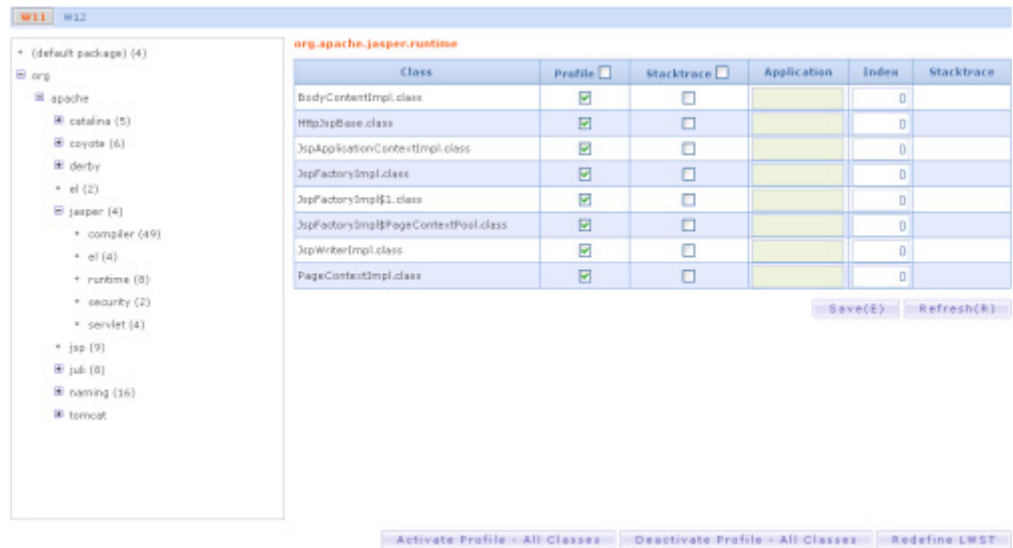 W11 W12
(default package) (4)
org
apache
catalina (5)
coyote (6)
derby
el (2)
jasper (4)
compiler (49)
el (4)
runtime (8)
security (2)
servlet (4)
jsp (9)
juli (8)
naming (16)
tomcat
org.apache.jasper.runtime
Class Profile Stacktrace Application Index Stacktrace
BodyContentImpl.class 0
HttpJspBase.class 0
JspApplicationContextImpl.class 0
JspFactoryImpl.class 0
JspFactoryImpl$1.class 0
JspFactoryImpl$PageContextPool.class 0
JspWriterImpl.class 0
PageContextImpl.class 0
Save(E) Refresh(R)
Activate Profile - All Classes Deactivate Profile - All Classes Redefine LWST